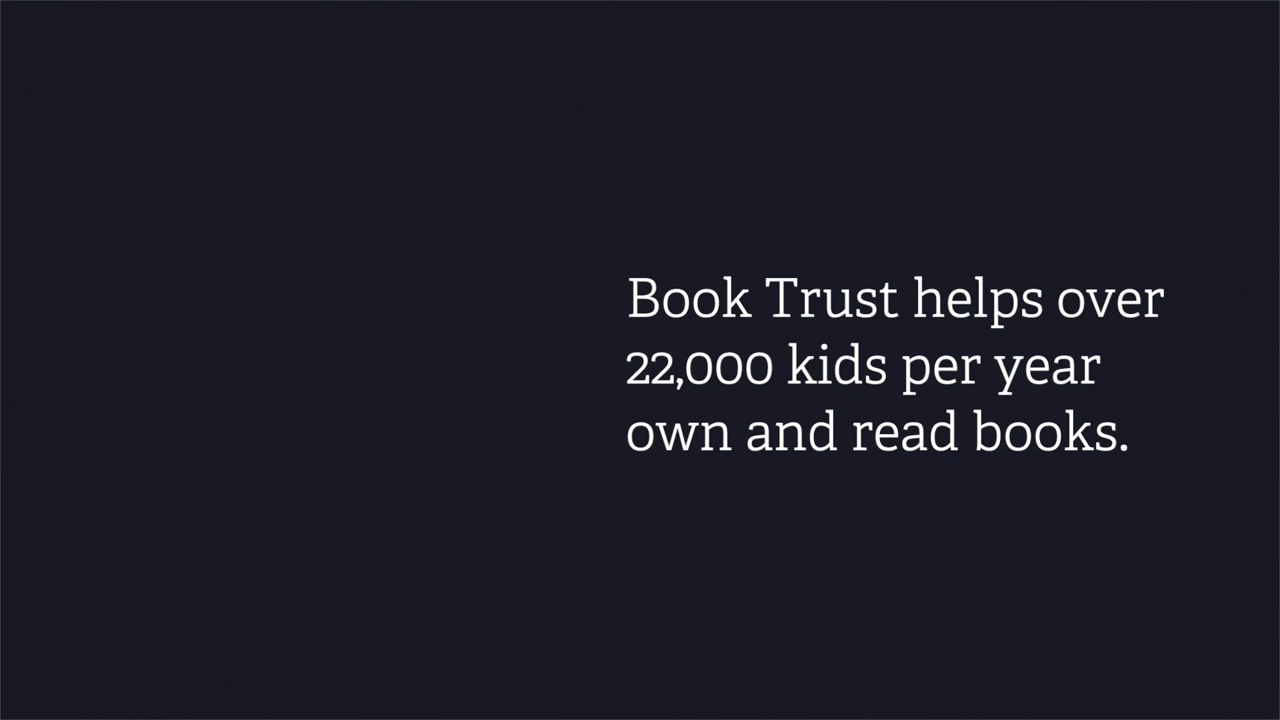 Book Trust helps over
22,000 kids per year
own and read books.